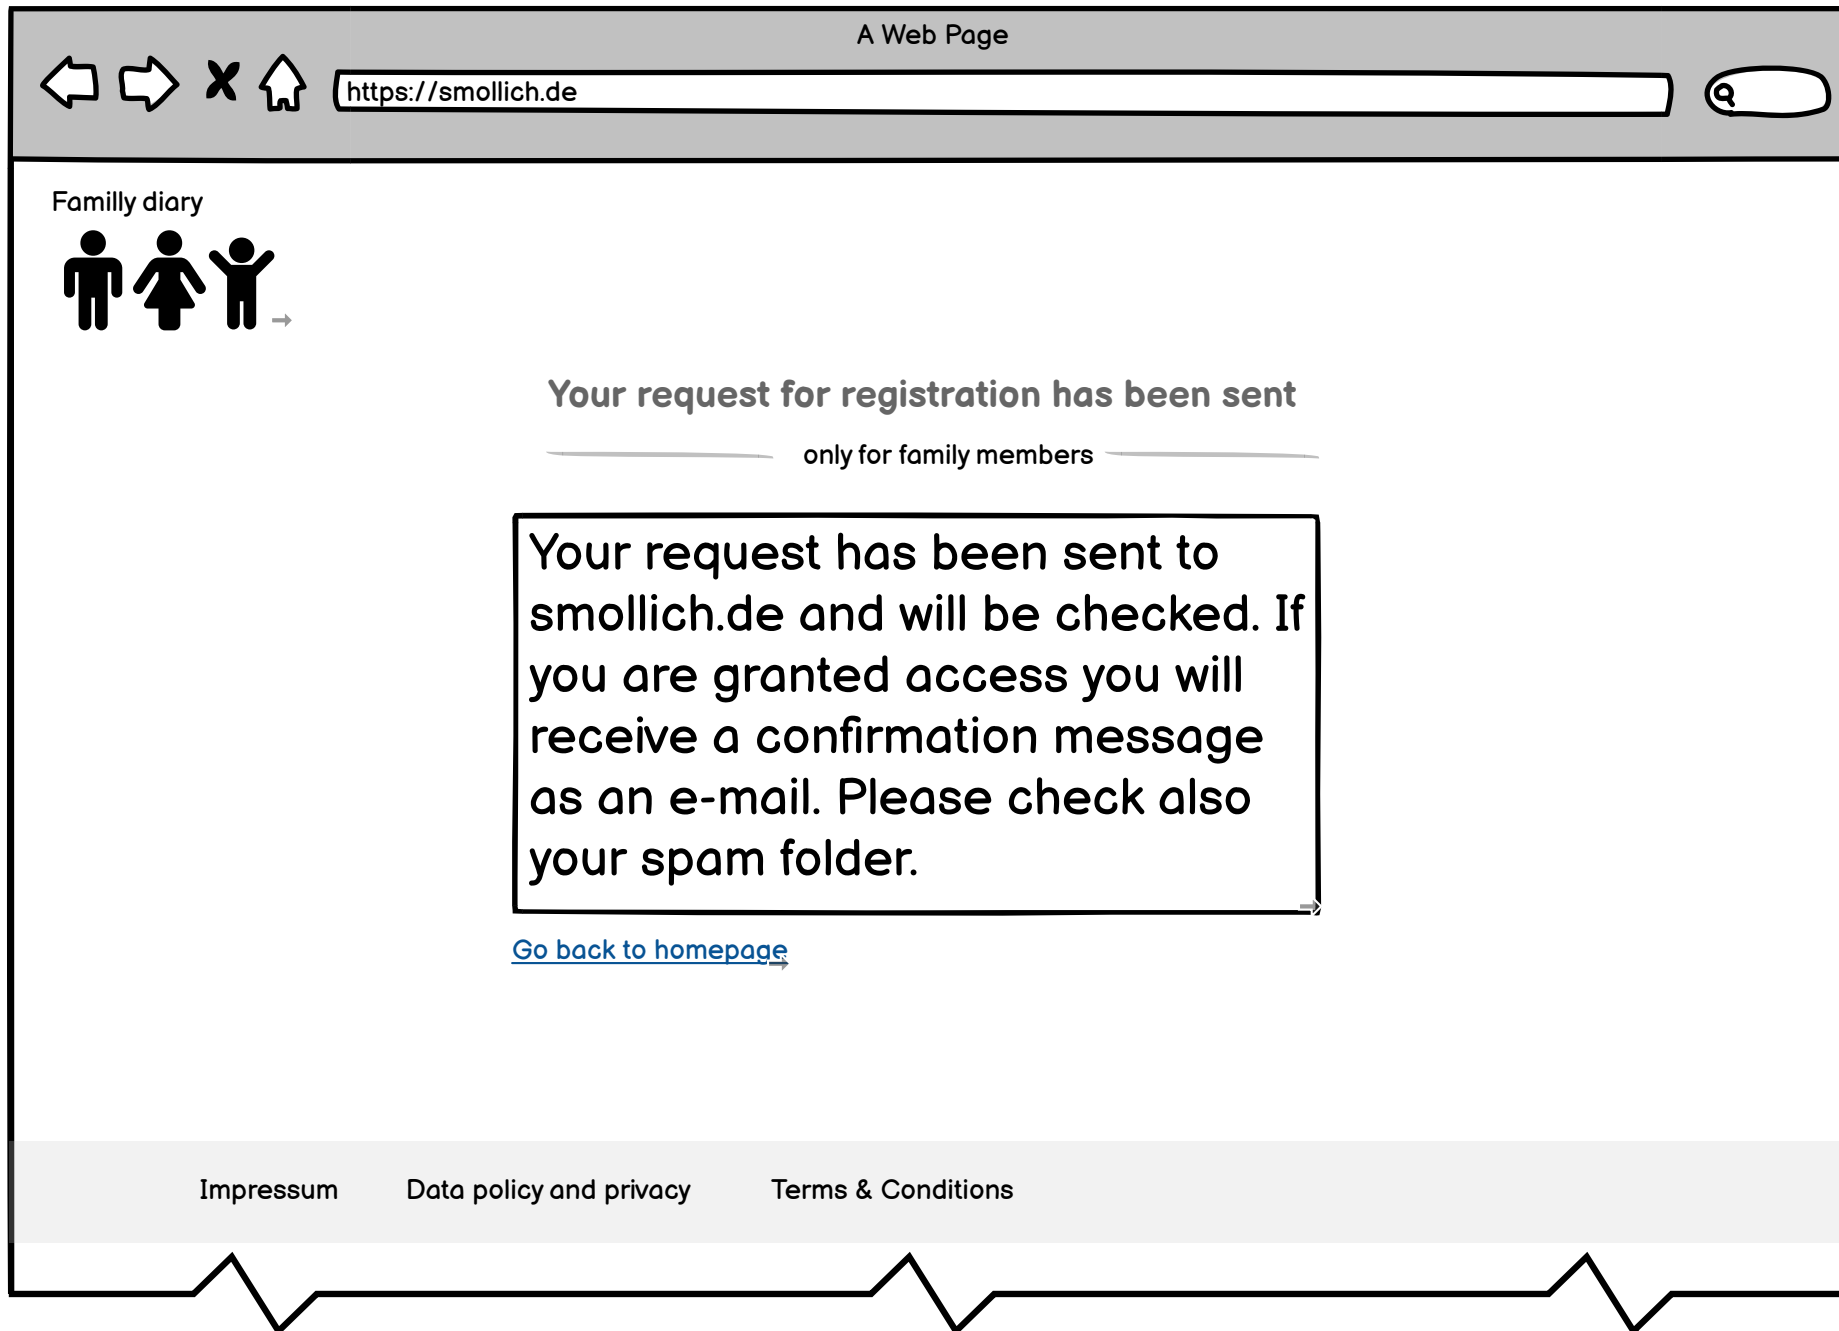 A Web Page
https://smollich.de
Familly diary
Your request for registration has been sent
only for family members
Your request has been sent to
smollich.de and will be checked. If
you are granted access you will
receive a confirmation message
as an e-mail. Please check also
your spam folder.
Go back to homepage
Impressum Data policy and privacy Terms & Conditions